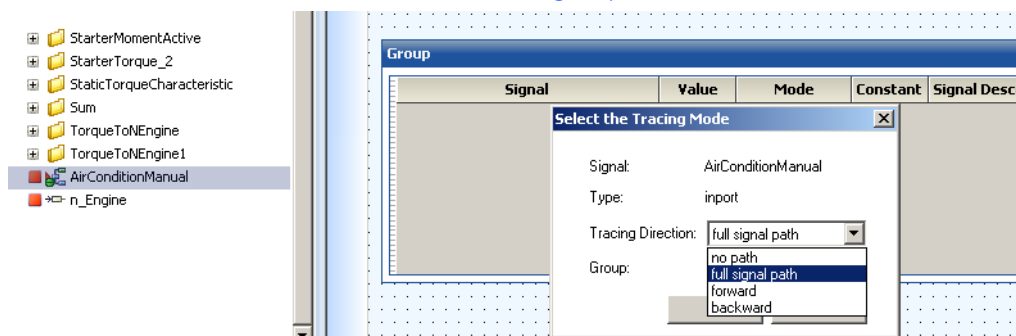 StarterMomentActive
StarterTorque_2
StaticTorqueCharacteristic
Sum
TorqueToNEngine
TorqueToNEngine1
AirConditionManual
n_Engine
Group
Signal Value Mode Constant Signal Desc
Select the Tracing Mode
Signal: AirConditionManual
Type: inport
Tracing Direction: full signal path
no path
full signal path
forward
backward
Group: